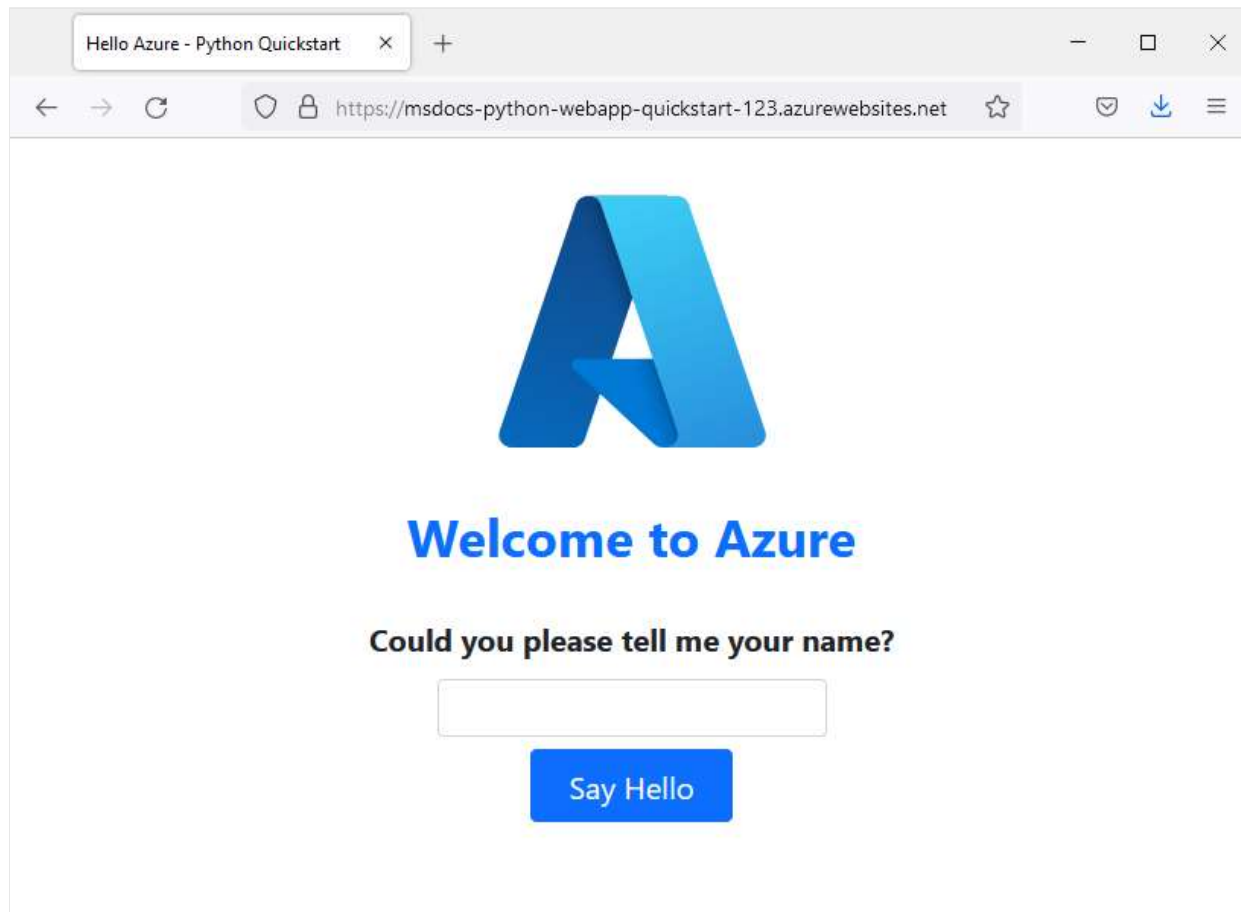 Hello Azure - Python Quickstart
https://msdocs-python-webapp-quickstart-123.azurewebsites.net
Welcome to Azure
Could you please tell me your name?
Say Hello